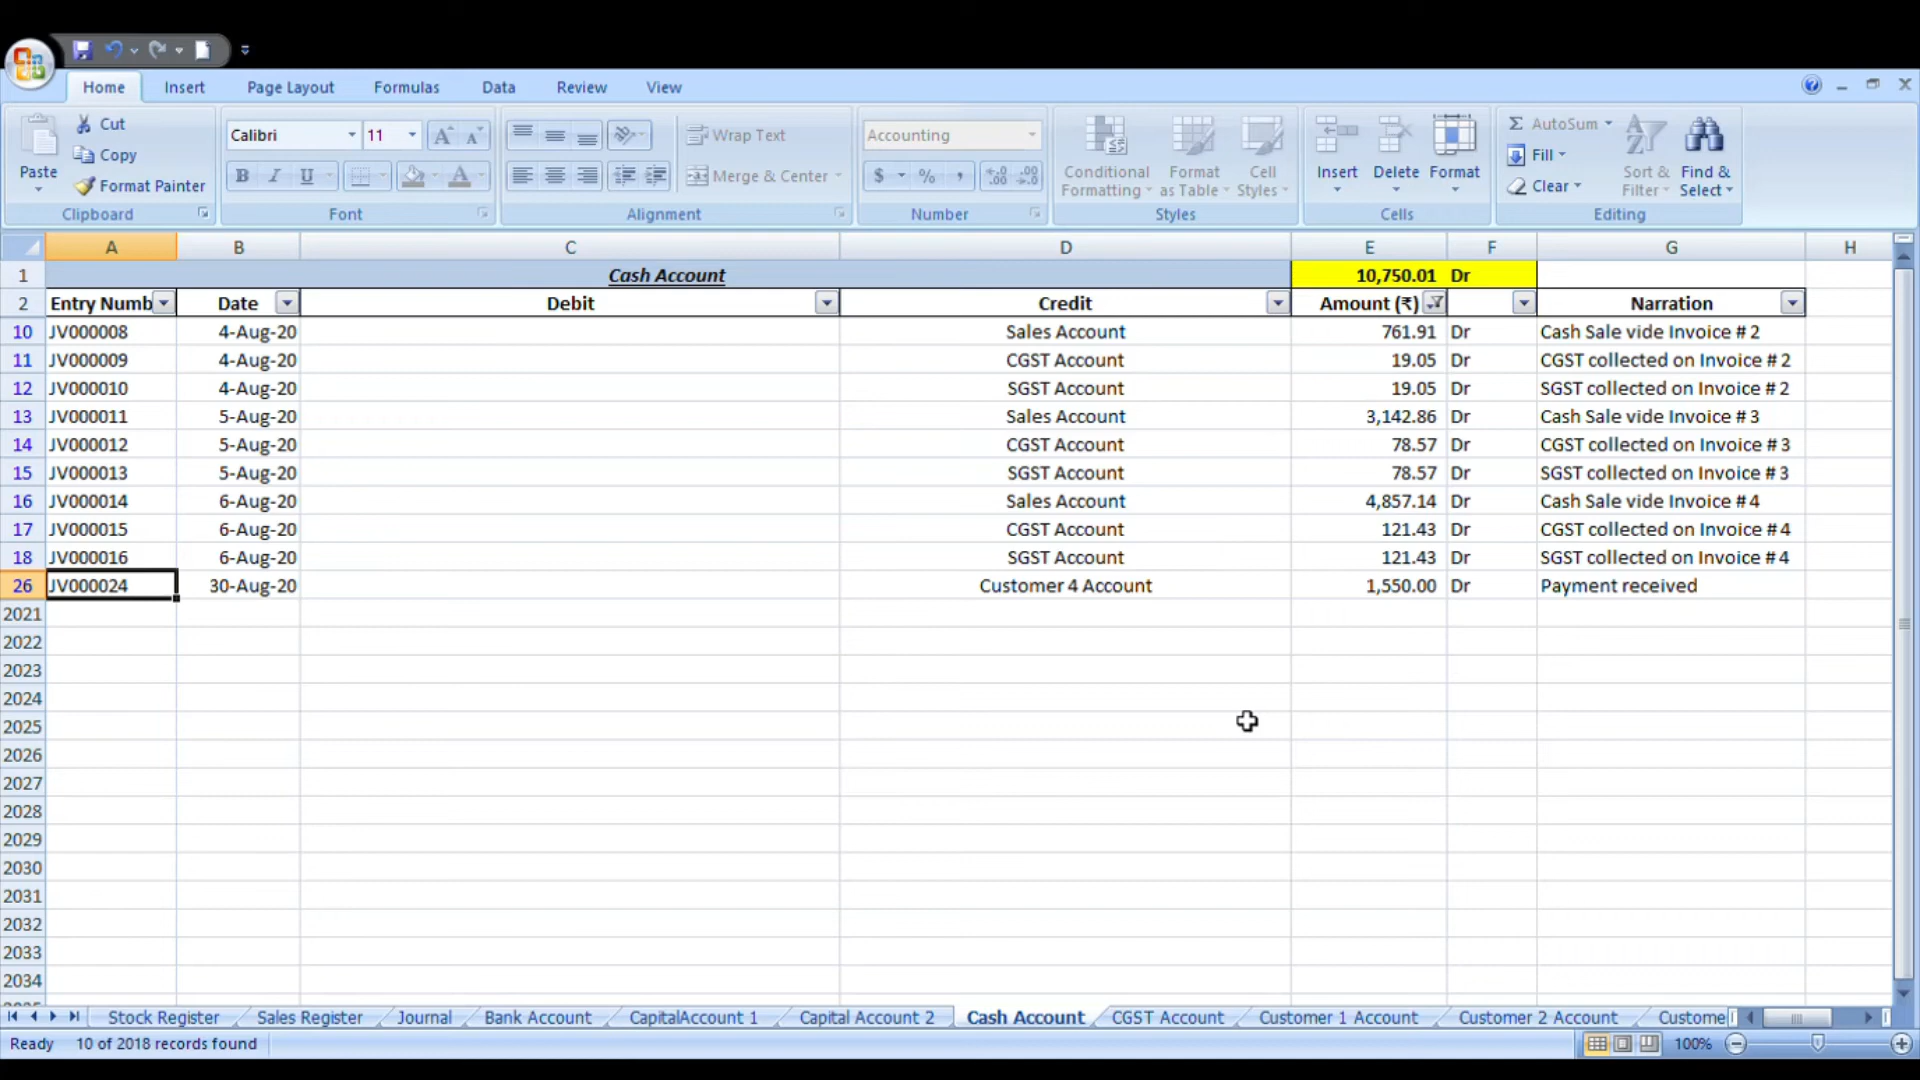 Home Insert Page Layout Formulas Data Review View
Cut
Copy
Format Painter
Paste
Clipboard
Calibri 11
B I U
A A
Font
Wrap Text
Merge & Center
Alignment
Accounting
$ % ,
Number
Conditional Formatting
Format as Table
Cell Styles
Styles
Insert Delete Format
Cells
Σ AutoSum
Fill
Clear
Sort & Filter
Find & Select
Editing
A B C D E F G H
1 Cash Account 10,750.01 Dr
2 Entry Numb Date Debit Credit Amount (₹) Narration
10 JV000008 4-Aug-20 Sales Account 761.91 Dr Cash Sale vide Invoice # 2
11 JV000009 4-Aug-20 CGST Account 19.05 Dr CGST collected on Invoice # 2
12 JV000010 4-Aug-20 SGST Account 19.05 Dr SGST collected on Invoice # 2
13 JV000011 5-Aug-20 Sales Account 3,142.86 Dr Cash Sale vide Invoice # 3
14 JV000012 5-Aug-20 CGST Account 78.57 Dr CGST collected on Invoice # 3
15 JV000013 5-Aug-20 SGST Account 78.57 Dr SGST collected on Invoice # 3
16 JV000014 6-Aug-20 Sales Account 4,857.14 Dr Cash Sale vide Invoice # 4
17 JV000015 6-Aug-20 CGST Account 121.43 Dr CGST collected on Invoice # 4
18 JV000016 6-Aug-20 SGST Account 121.43 Dr SGST collected on Invoice # 4
26 JV000024 30-Aug-20 Customer 4 Account 1,550.00 Dr Payment received
2021
2022
2023
2024
2025
2026
2027
2028
2029
2030
2031
2032
2033
2034
Stock Register Sales Register Journal Bank Account CapitalAccount 1 Capital Account 2 Cash Account CGST Account Customer 1 Account Customer 2 Account Custome
Ready 10 of 2018 records found 100%